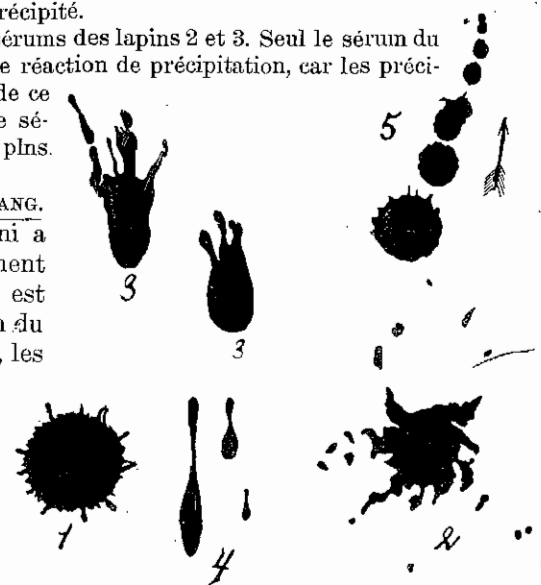 récipité.
érums des lapins 2 et 3. Seul le sérum du
e réaction de précipitation, car les préci-
de ce
e sé-
plns.
ANG.
ni a
ment
est
n du
, les
5
3
3
1
4
2